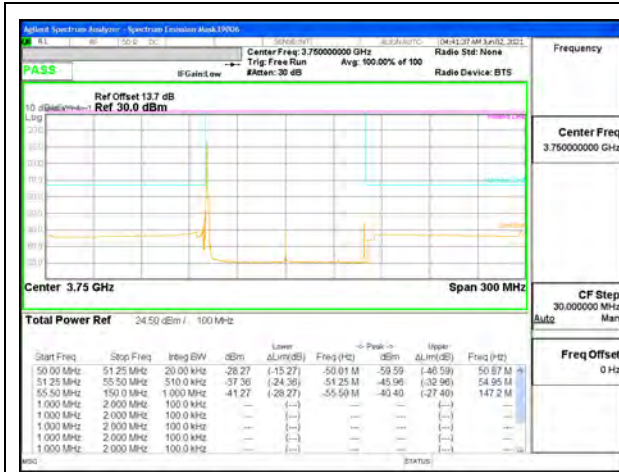 Agilent Spectrum Analyzer - Spectrum Emission Mask19006
RL RF 50 Ω DC SENSE:INT ALIGN AUTO 04:41:37 AM Jun 02, 2021
Center Freq: 3.750000000 GHz Radio Std: None Frequency
PASS Trig: Free Run Avg: 100.00% of 100
IFGain:Low #Atten: 30 dB Radio Device: BTS
Ref Offset 13.7 dB
10 dB Ref 30.0 dBm
Log
Center Freq
3.750000000 GHz
Center 3.75 GHz Span 300 MHz
CF Step
30.000000 MHz
Auto Man
Total Power Ref 24.50 dBm / 100 MHz
Freq Offset
0 Hz
Lower <- Peak -> Upper
Start Freq Stop Freq Integ BW dBm ΔLim(dB) Freq (Hz) dBm ΔLim(dB) Freq (Hz)
50.00 MHz 51.25 MHz 20.00 kHz -28.27 (-15.27) -50.01 M -59.59 (-46.59) 50.87 M
51.25 MHz 55.50 MHz 510.0 kHz -37.36 (-24.36) -51.25 M -45.96 (-32.96) 54.95 M
55.50 MHz 150.0 MHz 1.000 MHz -41.27 (-28.27) -55.50 M -40.40 (-27.40) 147.2 M
1.000 MHz 2.000 MHz 100.0 kHz --- (---) --- --- (---) ---
1.000 MHz 2.000 MHz 100.0 kHz --- (---) --- --- (---) ---
1.000 MHz 2.000 MHz 100.0 kHz --- (---) --- --- (---) ---
1.000 MHz 2.000 MHz 100.0 kHz --- (---) --- --- (---) ---
1.000 MHz 2.000 MHz 100.0 kHz --- (---) --- --- (---) ---
MSG STATUS